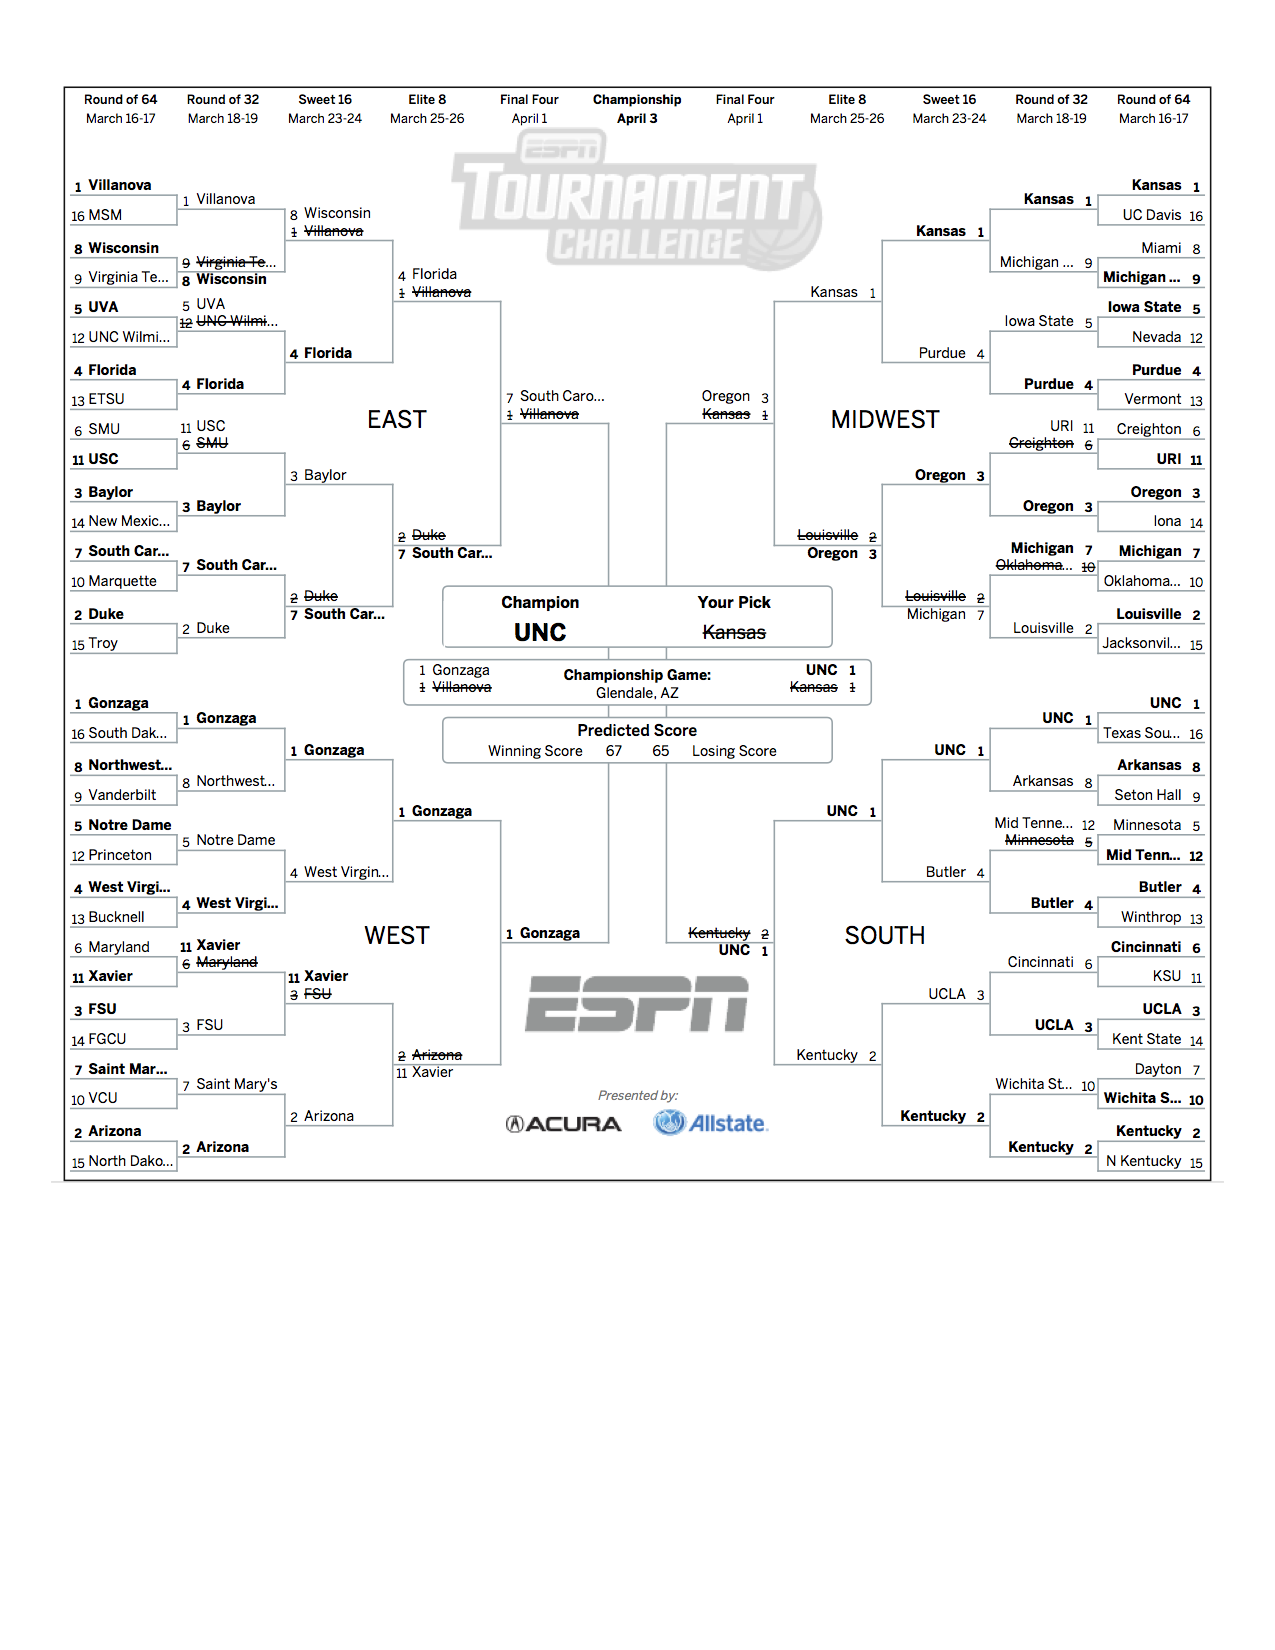 Round of 64 Round of 32 Sweet 16 Elite 8 Final Four Championship Final Four Elite 8 Sweet 16 Round of 32 Round of 64
March 16-17 March 18-19 March 23-24 March 25-26 April 1 April 3 April 1 March 25-26 March 23-24 March 18-19 March 16-17
ESPN
TOURNAMENT
CHALLENGE
1 Villanova
16 MSM
8 Wisconsin
9 Virginia Te...
5 UVA
12 UNC Wilmi...
4 Florida
13 ETSU
6 SMU
11 USC
3 Baylor
14 New Mexic...
7 South Car...
10 Marquette
2 Duke
15 Troy
1 Villanova
9 Virginia Te...
8 Wisconsin
5 UVA
12 UNC Wilmi...
4 Florida
11 USC
6 SMU
3 Baylor
7 South Car...
2 Duke
8 Wisconsin
1 Villanova
4 Florida
3 Baylor
2 Duke
7 South Car...
4 Florida
1 Villanova
2 Duke
7 South Car...
7 South Caro...
1 Villanova
EAST
Kansas 1
UC Davis 16
Miami 8
Michigan ... 9
Iowa State 5
Nevada 12
Purdue 4
Vermont 13
Creighton 6
URI 11
Oregon 3
Iona 14
Michigan 7
Oklahoma... 10
Louisville 2
Jacksonvil... 15
Kansas 1
Michigan ... 9
Iowa State 5
Purdue 4
URI 11
Creighton 6
Oregon 3
Michigan 7
Oklahoma... 10
Louisville 2
Kansas 1
Purdue 4
Oregon 3
Louisville 2
Michigan 7
Kansas 1
Louisville 2
Oregon 3
Oregon 3
Kansas 1
MIDWEST
Champion Your Pick
UNC Kansas
1 Gonzaga
1 Villanova
Championship Game:
Glendale, AZ
UNC 1
Kansas 1
Predicted Score
Winning Score 67 65 Losing Score
1 Gonzaga
16 South Dak...
8 Northwest...
9 Vanderbilt
5 Notre Dame
12 Princeton
4 West Virgi...
13 Bucknell
6 Maryland
11 Xavier
3 FSU
14 FGCU
7 Saint Mar...
10 VCU
2 Arizona
15 North Dako...
1 Gonzaga
8 Northwest...
5 Notre Dame
4 West Virgi...
11 Xavier
6 Maryland
3 FSU
7 Saint Mary's
2 Arizona
1 Gonzaga
4 West Virgin...
11 Xavier
3 FSU
2 Arizona
1 Gonzaga
2 Arizona
11 Xavier
1 Gonzaga
WEST
UNC 1
Texas Sou... 16
Arkansas 8
Seton Hall 9
Minnesota 5
Mid Tenn... 12
Butler 4
Winthrop 13
Cincinnati 6
KSU 11
UCLA 3
Kent State 14
Dayton 7
Wichita S... 10
Kentucky 2
N Kentucky 15
UNC 1
Arkansas 8
Mid Tenne... 12
Minnesota 5
Butler 4
Cincinnati 6
UCLA 3
Wichita St... 10
Kentucky 2
UNC 1
Butler 4
UCLA 3
Kentucky 2
UNC 1
Kentucky 2
Kentucky 2
UNC 1
SOUTH
ESPN
Presented by:
ACURA Allstate.